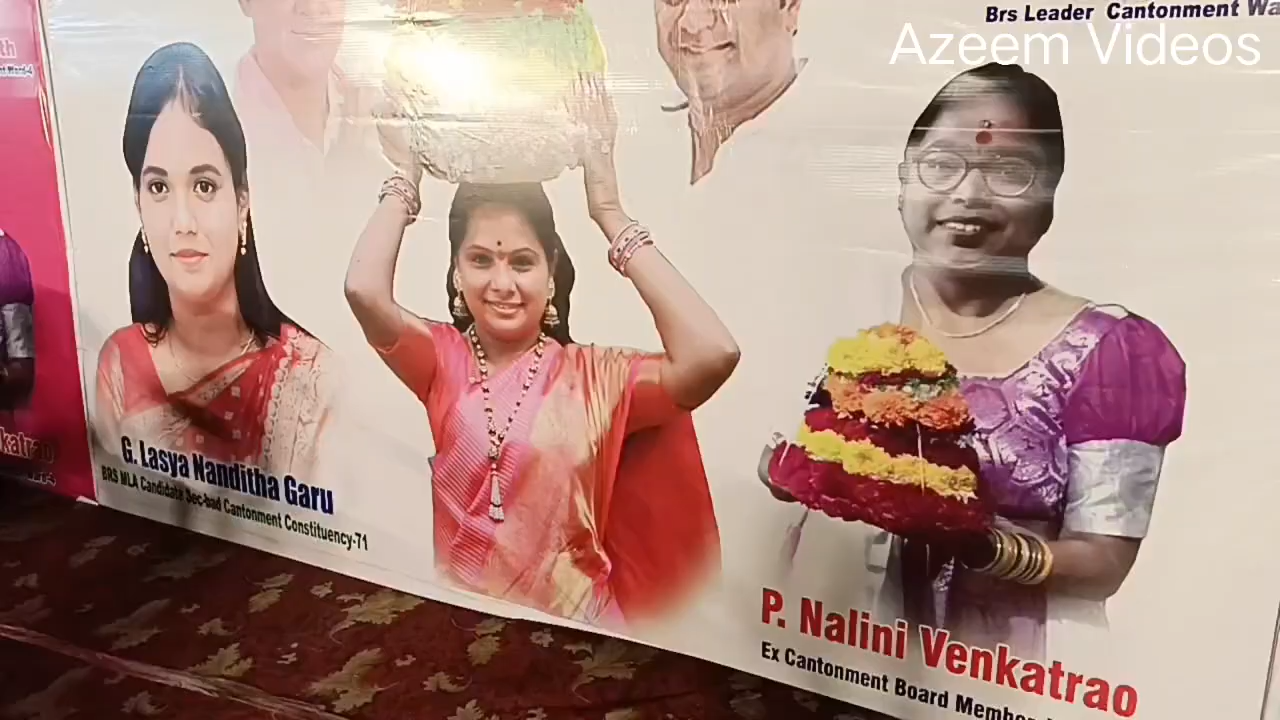 Brs Leader Cantonment
Azeem Videos
G. Lasya Nanditha Garu
BRS MLA Candidate Sec-bad Cantonment Constituency-71
P. Nalini Venkatrao
Ex Cantonment Board Member